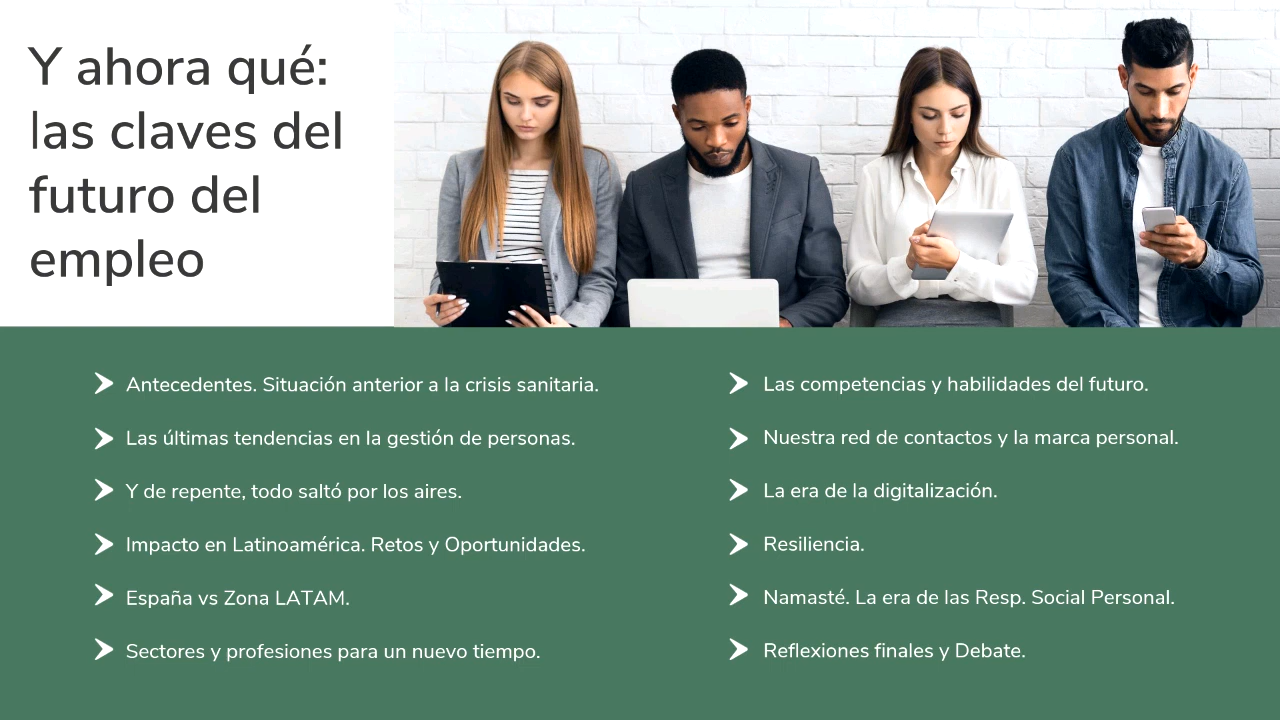 Y ahora qué:
las claves del
futuro del
empleo
Antecedentes. Situación anterior a la crisis sanitaria.
Las últimas tendencias en la gestión de personas.
Y de repente, todo saltó por los aires.
Impacto en Latinoamérica. Retos y Oportunidades.
España vs Zona LATAM.
Sectores y profesiones para un nuevo tiempo.
Las competencias y habilidades del futuro.
Nuestra red de contactos y la marca personal.
La era de la digitalización.
Resiliencia.
Namasté. La era de las Resp. Social Personal.
Reflexiones finales y Debate.